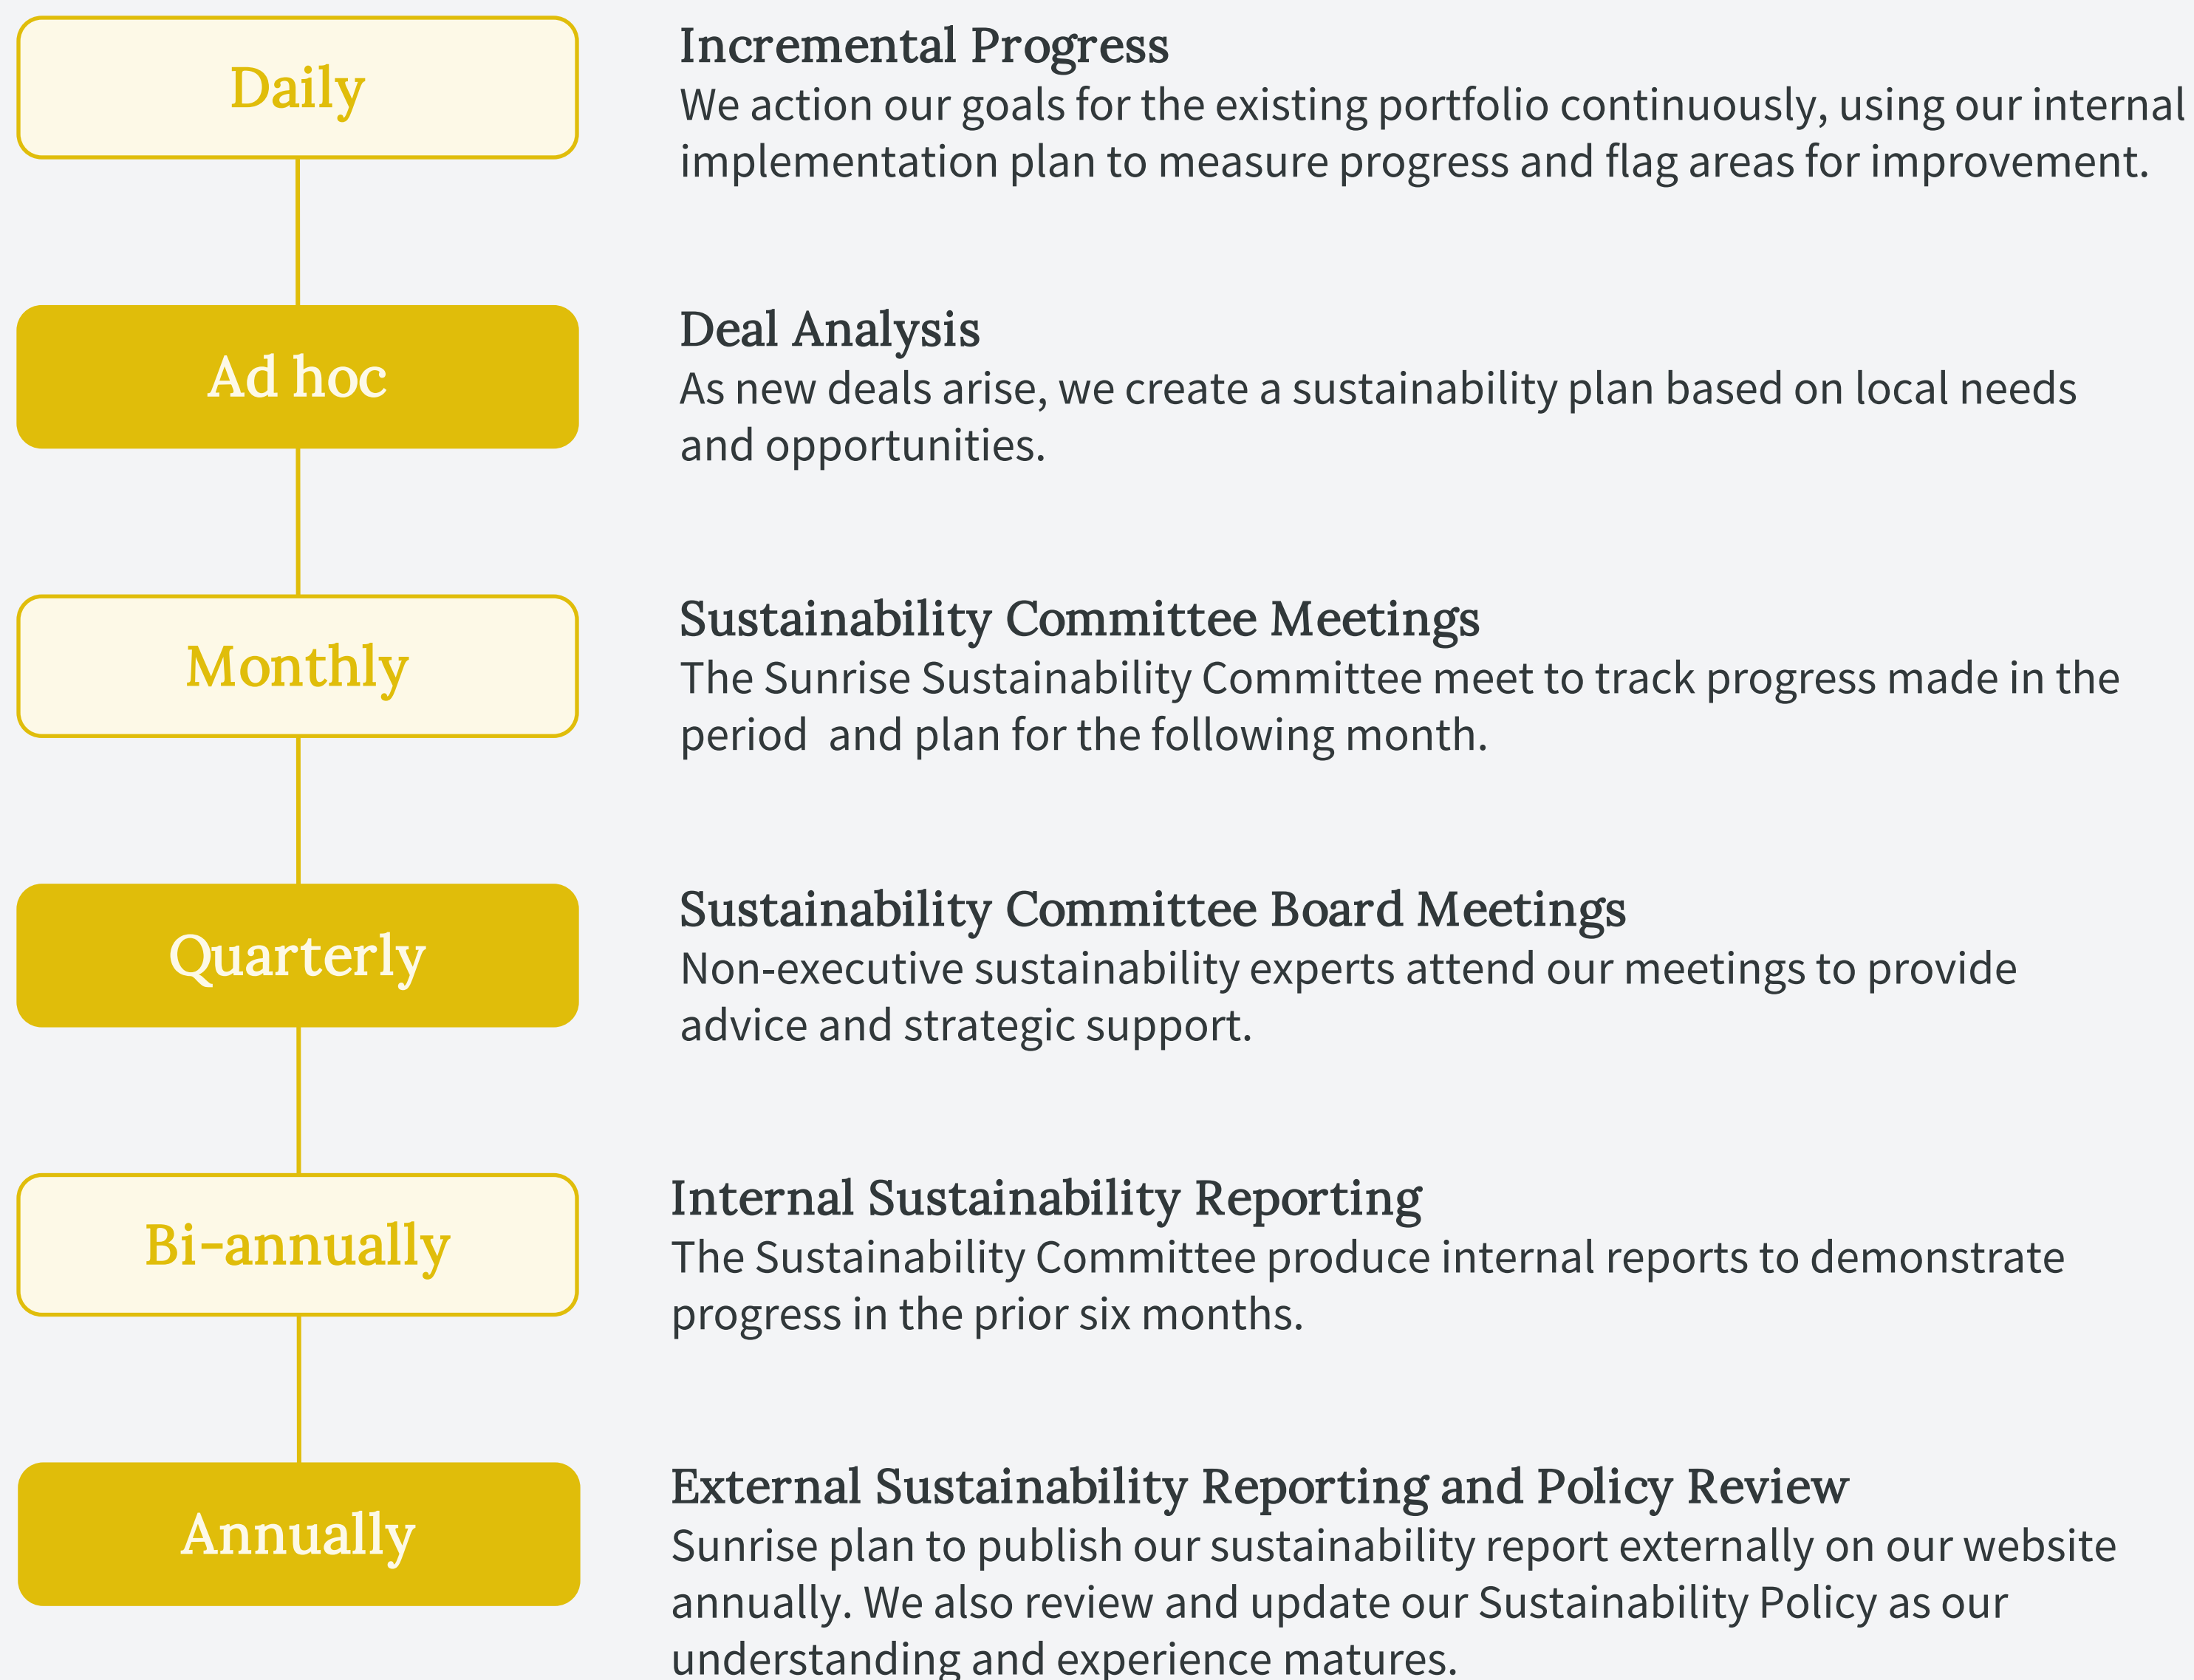 Daily
Incremental Progress
We action our goals for the existing portfolio continuously, using our internal
implementation plan to measure progress and flag areas for improvement.
Ad hoc
Deal Analysis
As new deals arise, we create a sustainability plan based on local needs
and opportunities.
Monthly
Sustainability Committee Meetings
The Sunrise Sustainability Committee meet to track progress made in the
period  and plan for the following month.
Quarterly
Sustainability Committee Board Meetings
Non-executive sustainability experts attend our meetings to provide
advice and strategic support.
Bi-annually
Internal Sustainability Reporting
The Sustainability Committee produce internal reports to demonstrate
progress in the prior six months.
Annually
External Sustainability Reporting and Policy Review
Sunrise plan to publish our sustainability report externally on our website
annually. We also review and update our Sustainability Policy as our
understanding and experience matures.